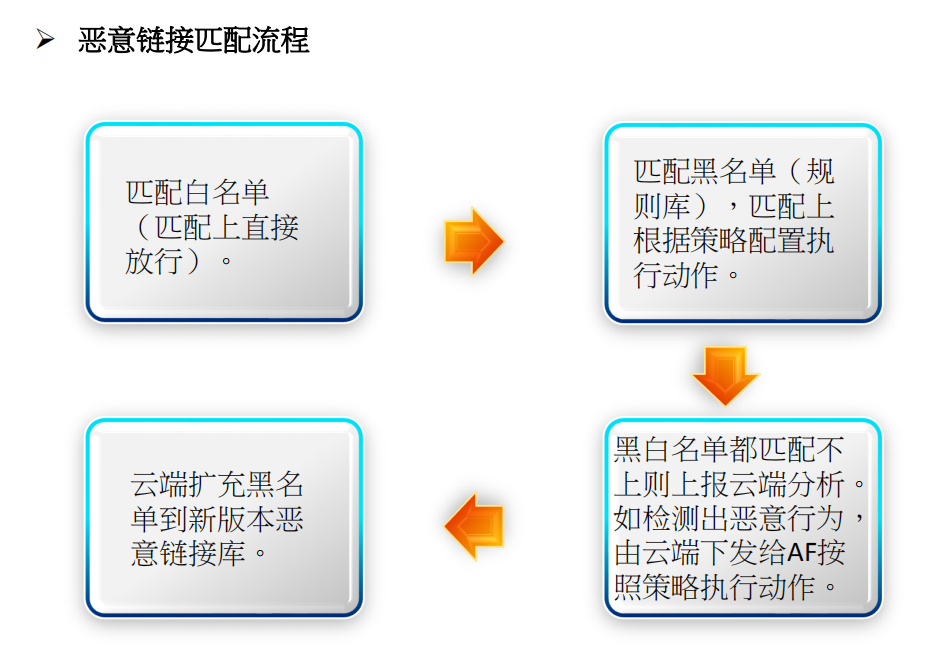 恶意链接匹配流程
匹配白名单
（匹配上直接
放行）。
匹配黑名单（规
则库），匹配上
根据策略配置执
行动作。
黑白名单都匹配不
上则上报云端分析。
如检测出恶意行为，
由云端下发给AF按
照策略执行动作。
云端扩充黑名
单到新版本恶
意链接库。